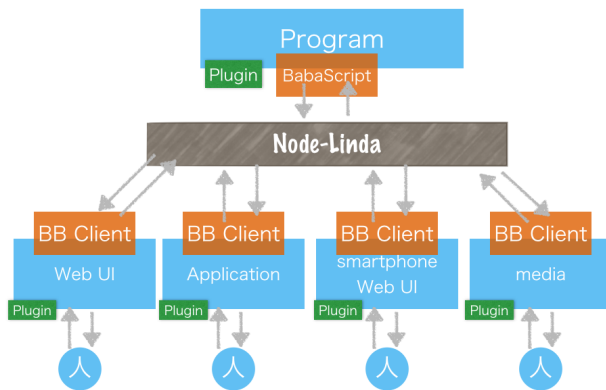 Program
Plugin
BabaScript
Node-Linda
BB Client
BB Client
BB Client
BB Client
Web UI
Application
smartphone
Web UI
media
Plugin
Plugin
Plugin
Plugin
人
人
人
人